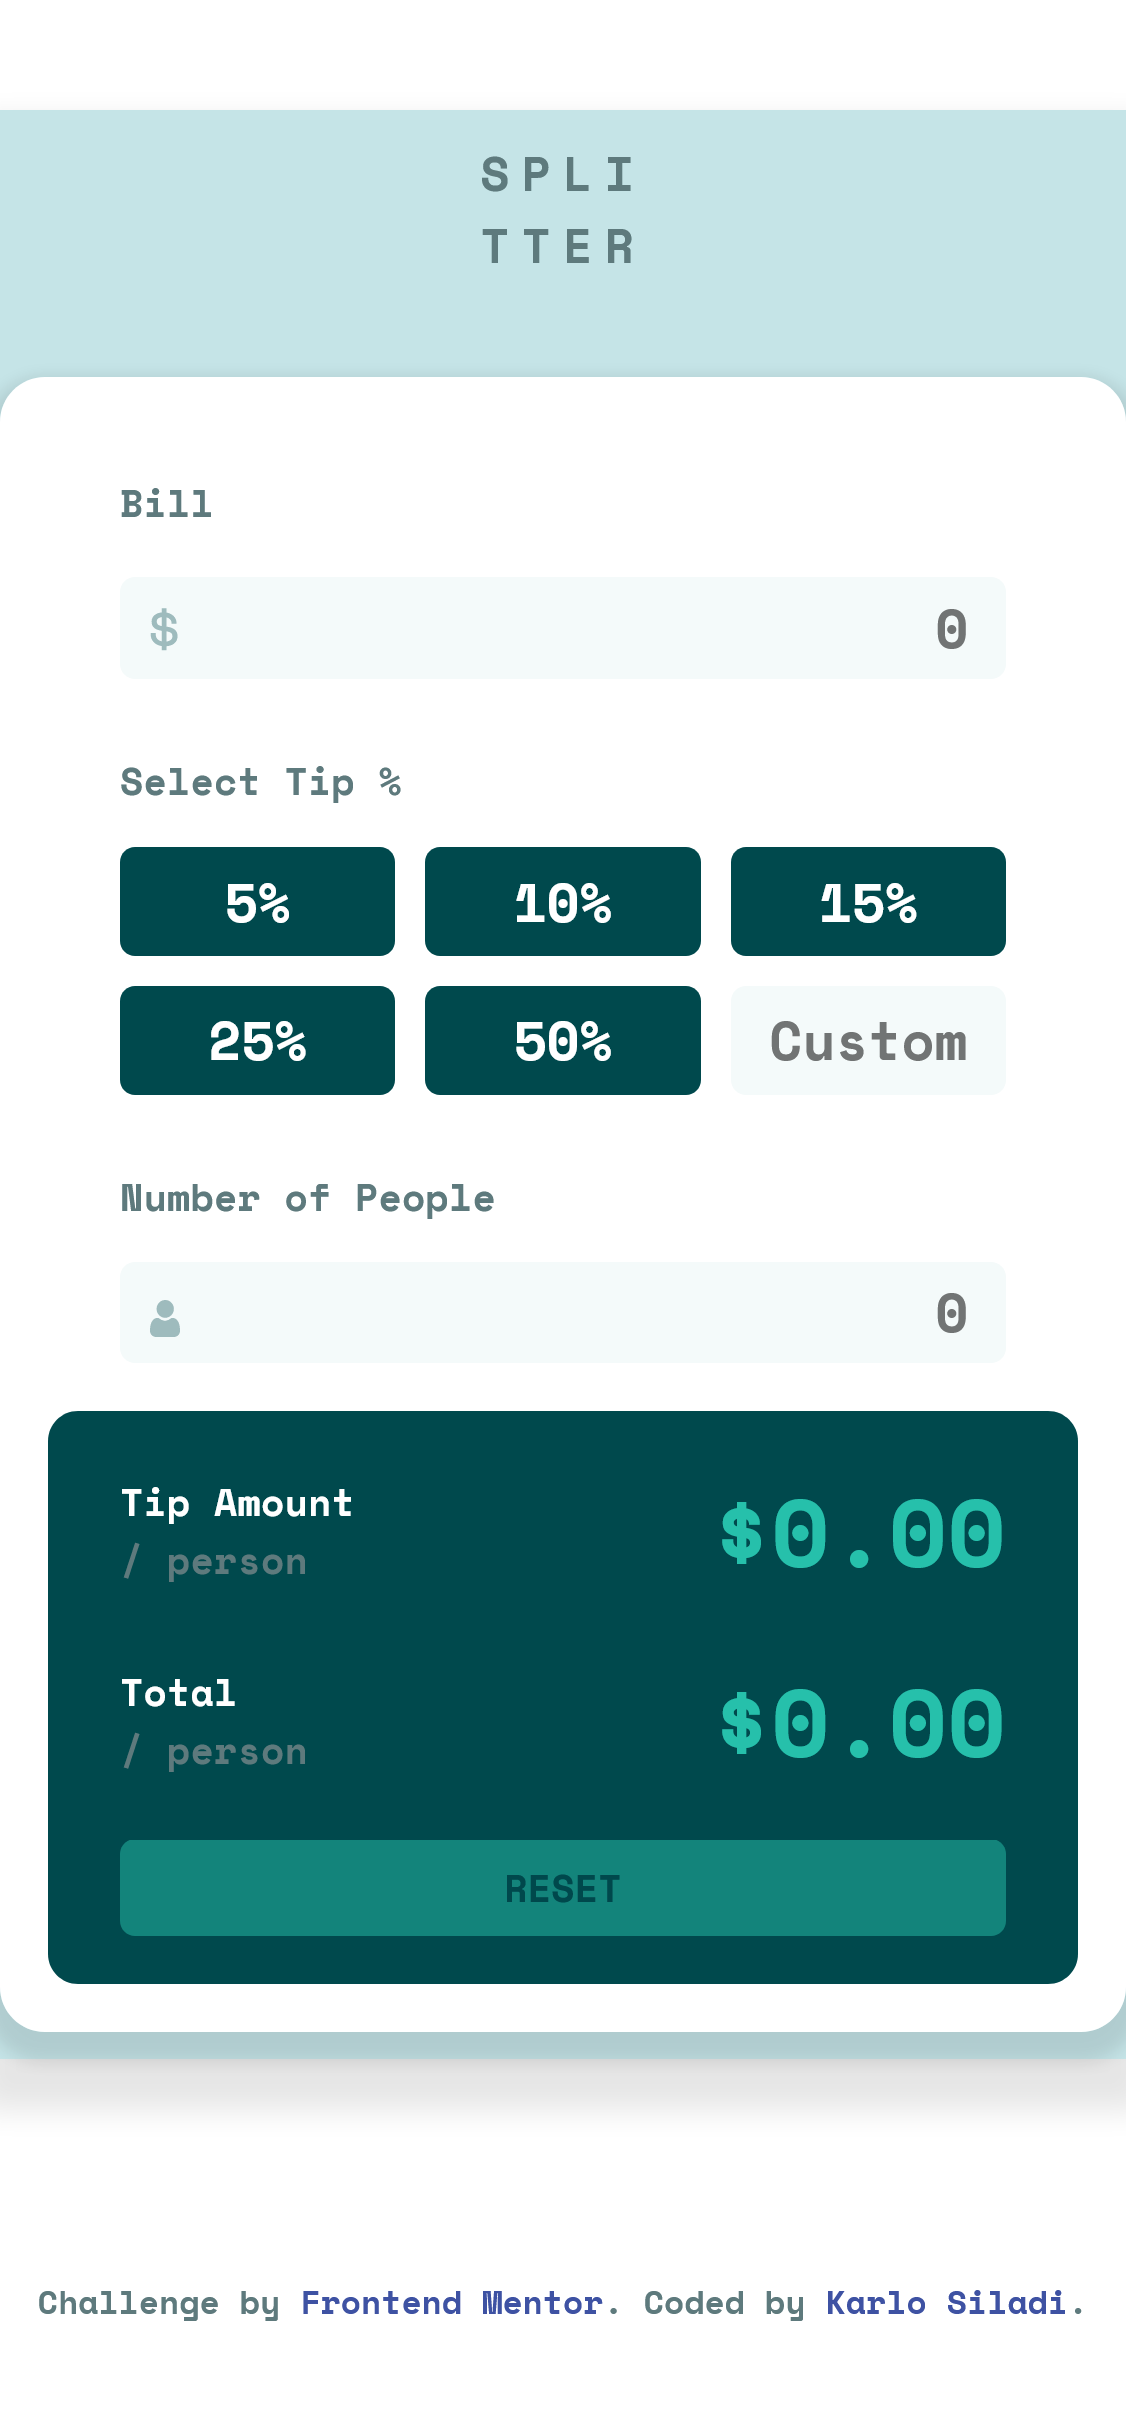 SPLI
TTER
Bill
$ 0
Select Tip %
5% 10% 15%
25% 50% Custom
Number of People
0
Tip Amount
/ person
$0.00
Total
/ person
$0.00
RESET
Challenge by Frontend Mentor. Coded by Karlo Siladi.